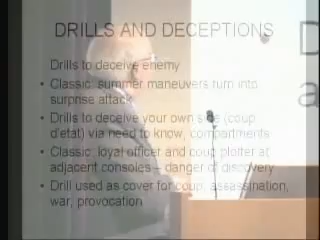 DRILLS AND DECEPTIONS
Drills to deceive enemy
• Classic: summer maneuvers turn into
surprise attack
• Drills to deceive your own side (coup
d'etat) via need to know, compartments
• Classic: loyal officer and coup plotter at
adjacent consoles – danger of discovery
• Drill used as cover for coup, assassination,
war, provocation
D
a